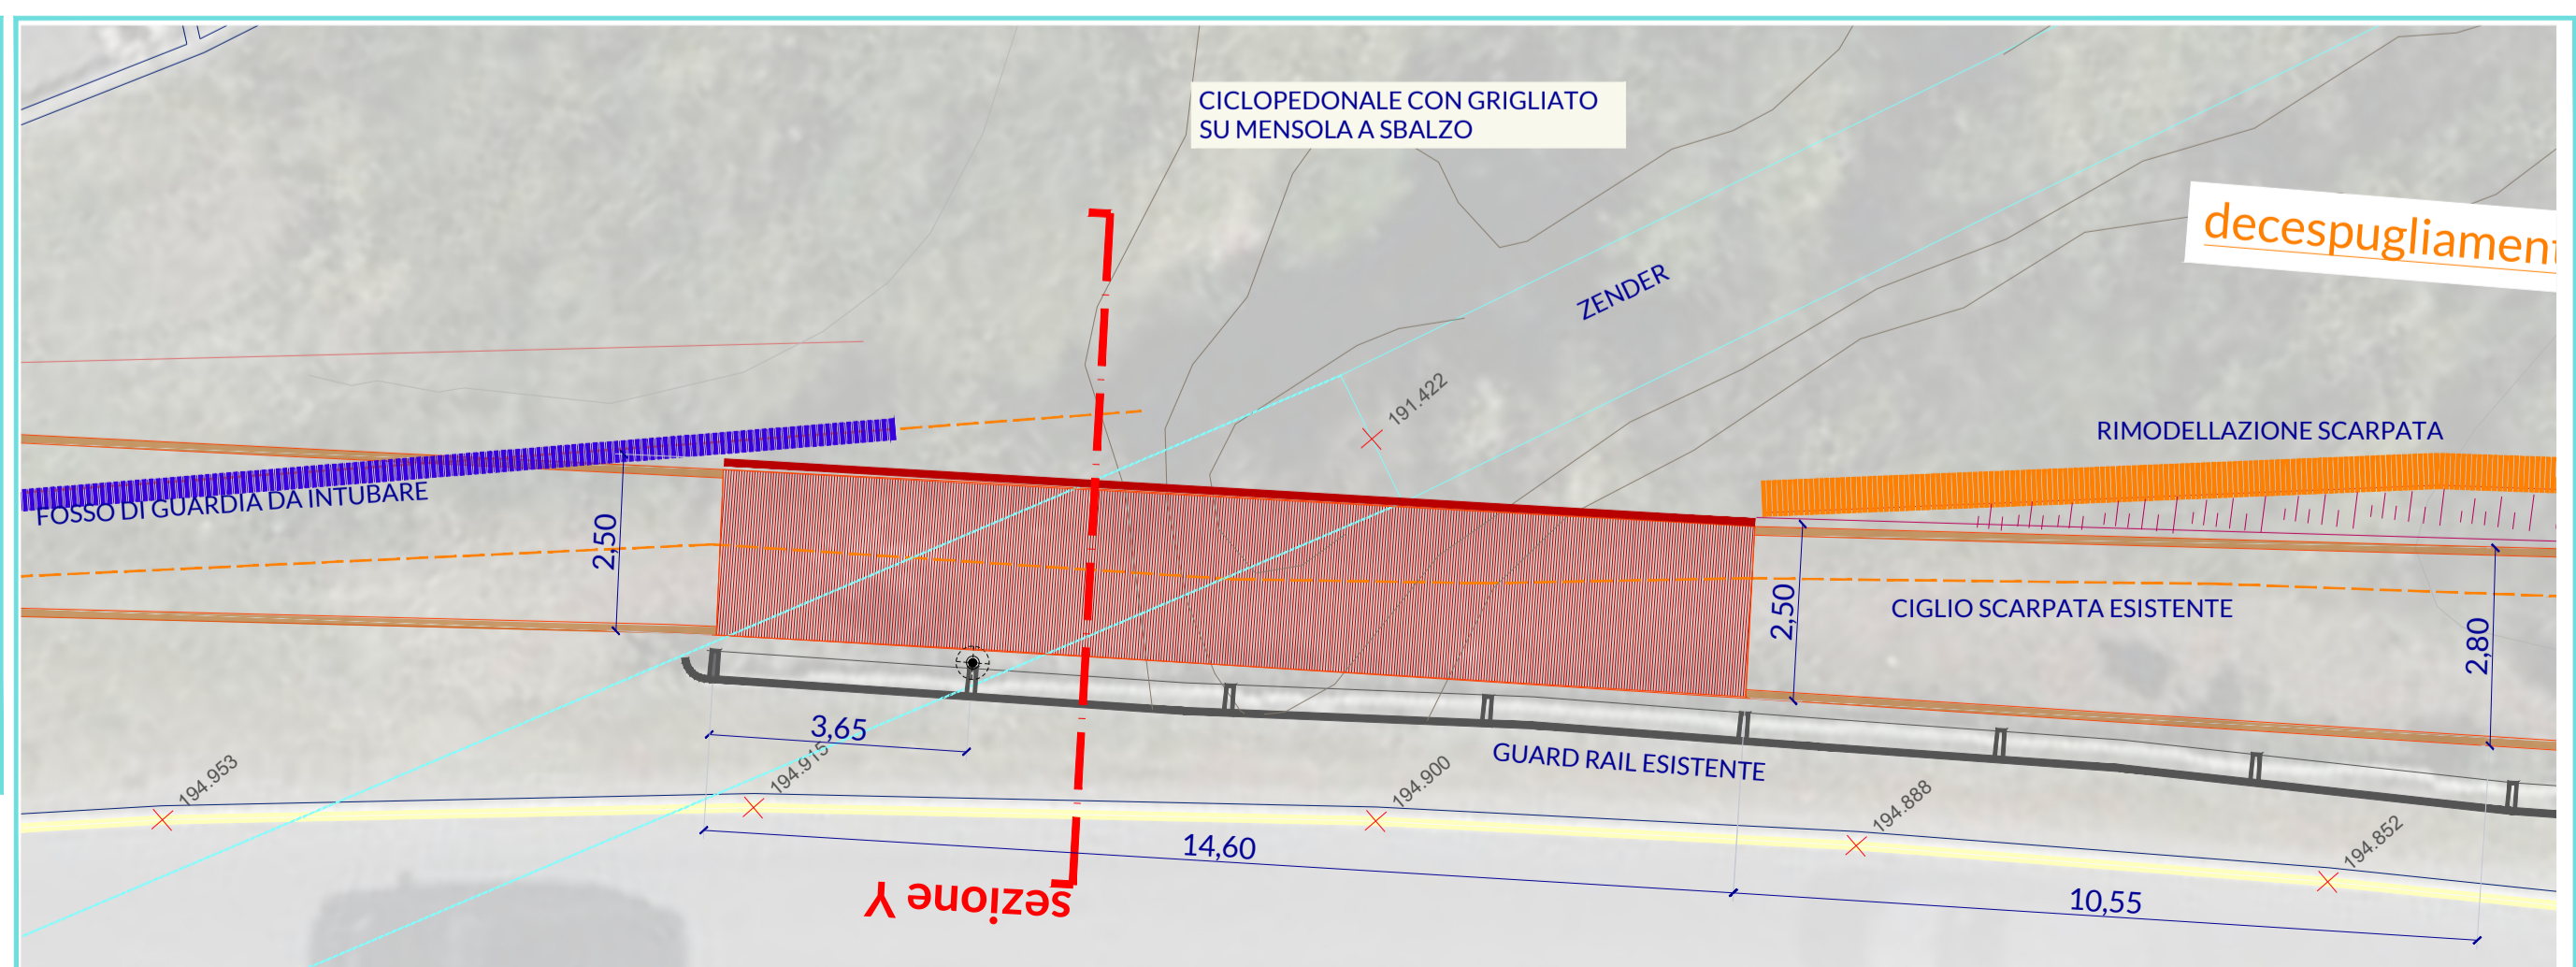 CICLOPEDONALE CON GRIGLIATO
SU MENSOLA A SBALZO
decespugliamen
ZENDER
191.422
RIMODELLAZIONE SCARPATA
FOSSO DI GUARDIA DA INTUBARE
2,50
2,50
CIGLIO SCARPATA ESISTENTE
2,80
3,65
194.953
194.915
194.900
GUARD RAIL ESISTENTE
194.888
194.852
14,60
sezione Y
10,55